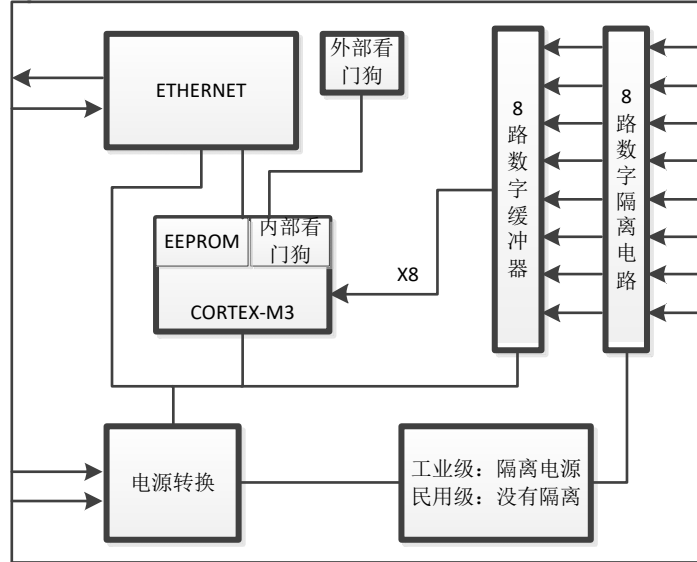 ETHERNET
外部看
门狗
8
路
数
字
缓
冲
器
8
路
数
字
隔
离
电
路
EEPROM
内部看
门狗
X8
CORTEX-M3
电源转换
工业级：隔离电源
民用级：没有隔离